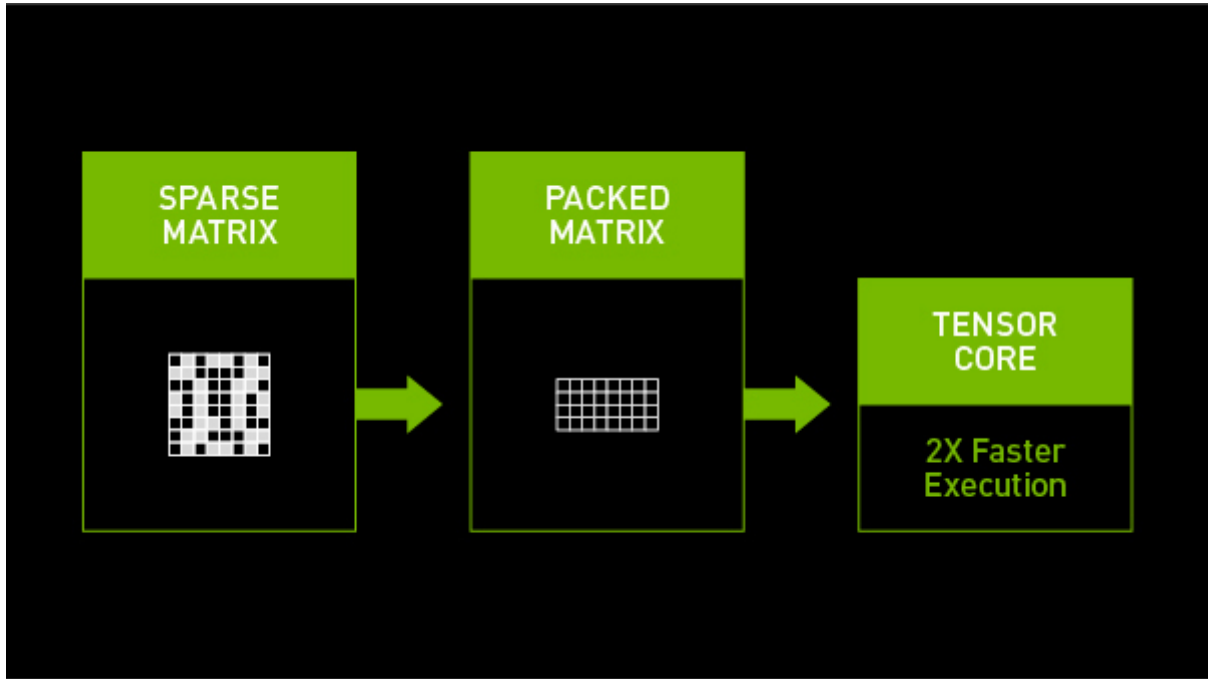 SPARSE
MATRIX
PACKED
MATRIX
TENSOR
CORE
2X Faster
Execution